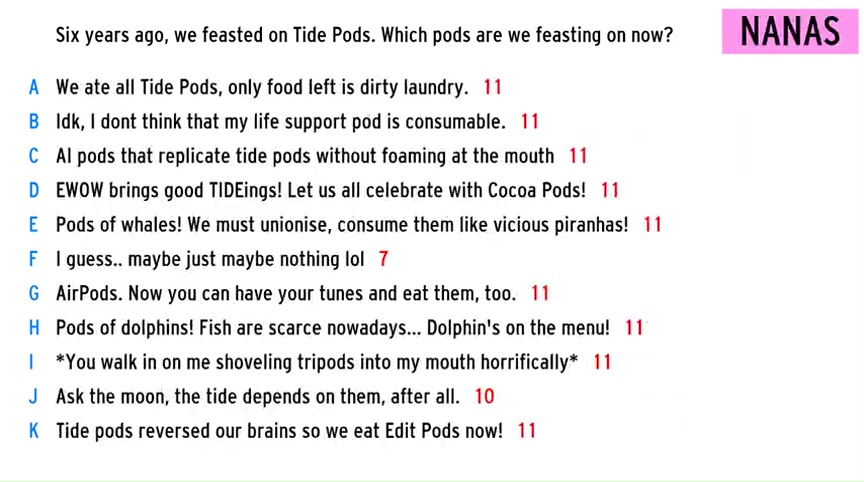 Six years ago, we feasted on Tide Pods. Which pods are we feasting on now?
NANAS
A We ate all Tide Pods, only food left is dirty laundry. 11
B Idk, I dont think that my life support pod is consumable. 11
C AI pods that replicate tide pods without foaming at the mouth 11
D EWOW brings good TIDEings! Let us all celebrate with Cocoa Pods! 11
E Pods of whales! We must unionise, consume them like vicious piranhas! 11
F I guess.. maybe just maybe nothing lol 7
G AirPods. Now you can have your tunes and eat them, too. 11
H Pods of dolphins! Fish are scarce nowadays... Dolphin's on the menu! 11
I *You walk in on me shoveling tripods into my mouth horrifically* 11
J Ask the moon, the tide depends on them, after all. 10
K Tide pods reversed our brains so we eat Edit Pods now! 11